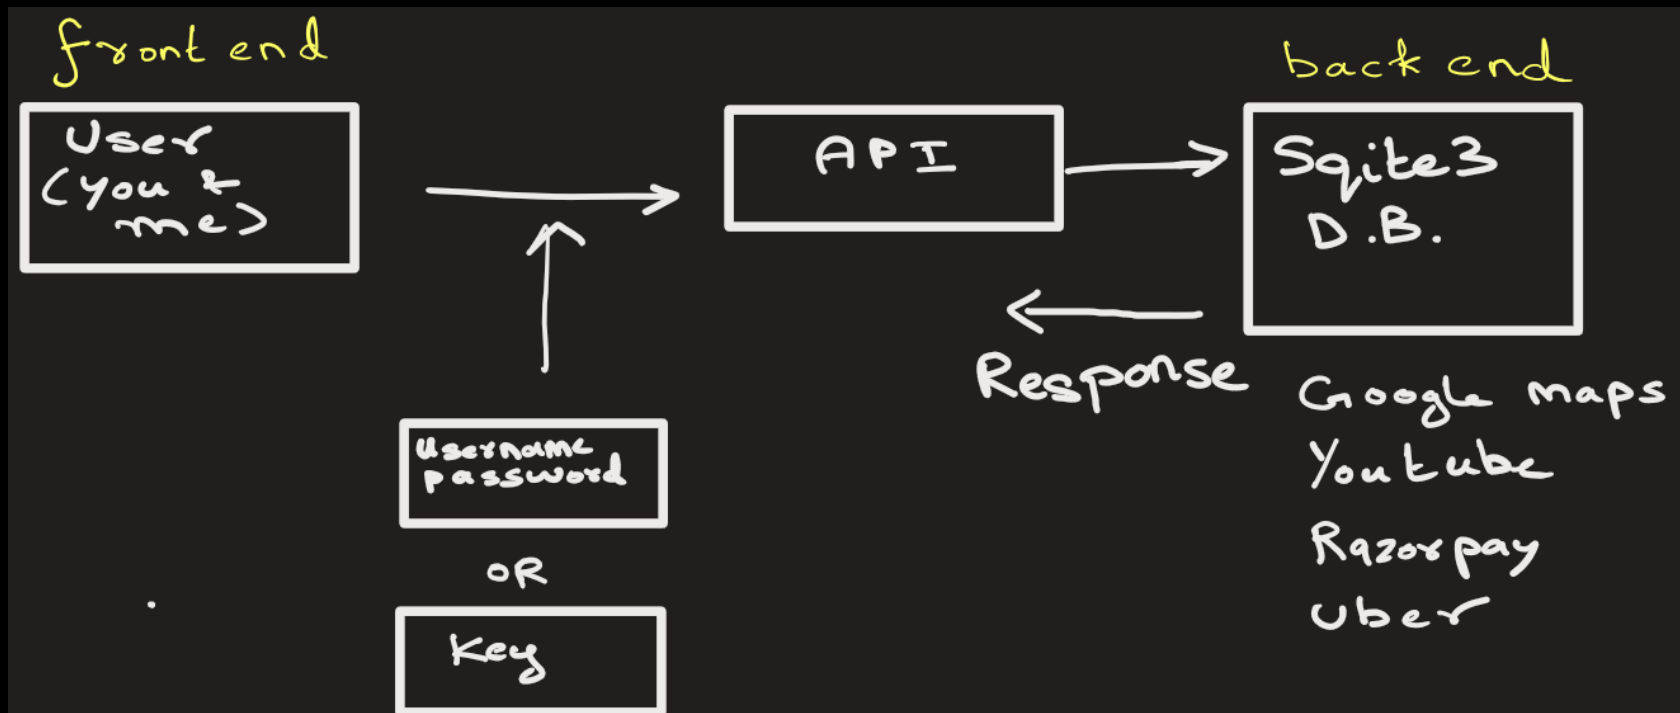 front end
User
(you &
me)
API
back end
Sqite3
D.B.
Response
Google maps
Youtube
Razorpay
Uber
Username
password
OR
Key